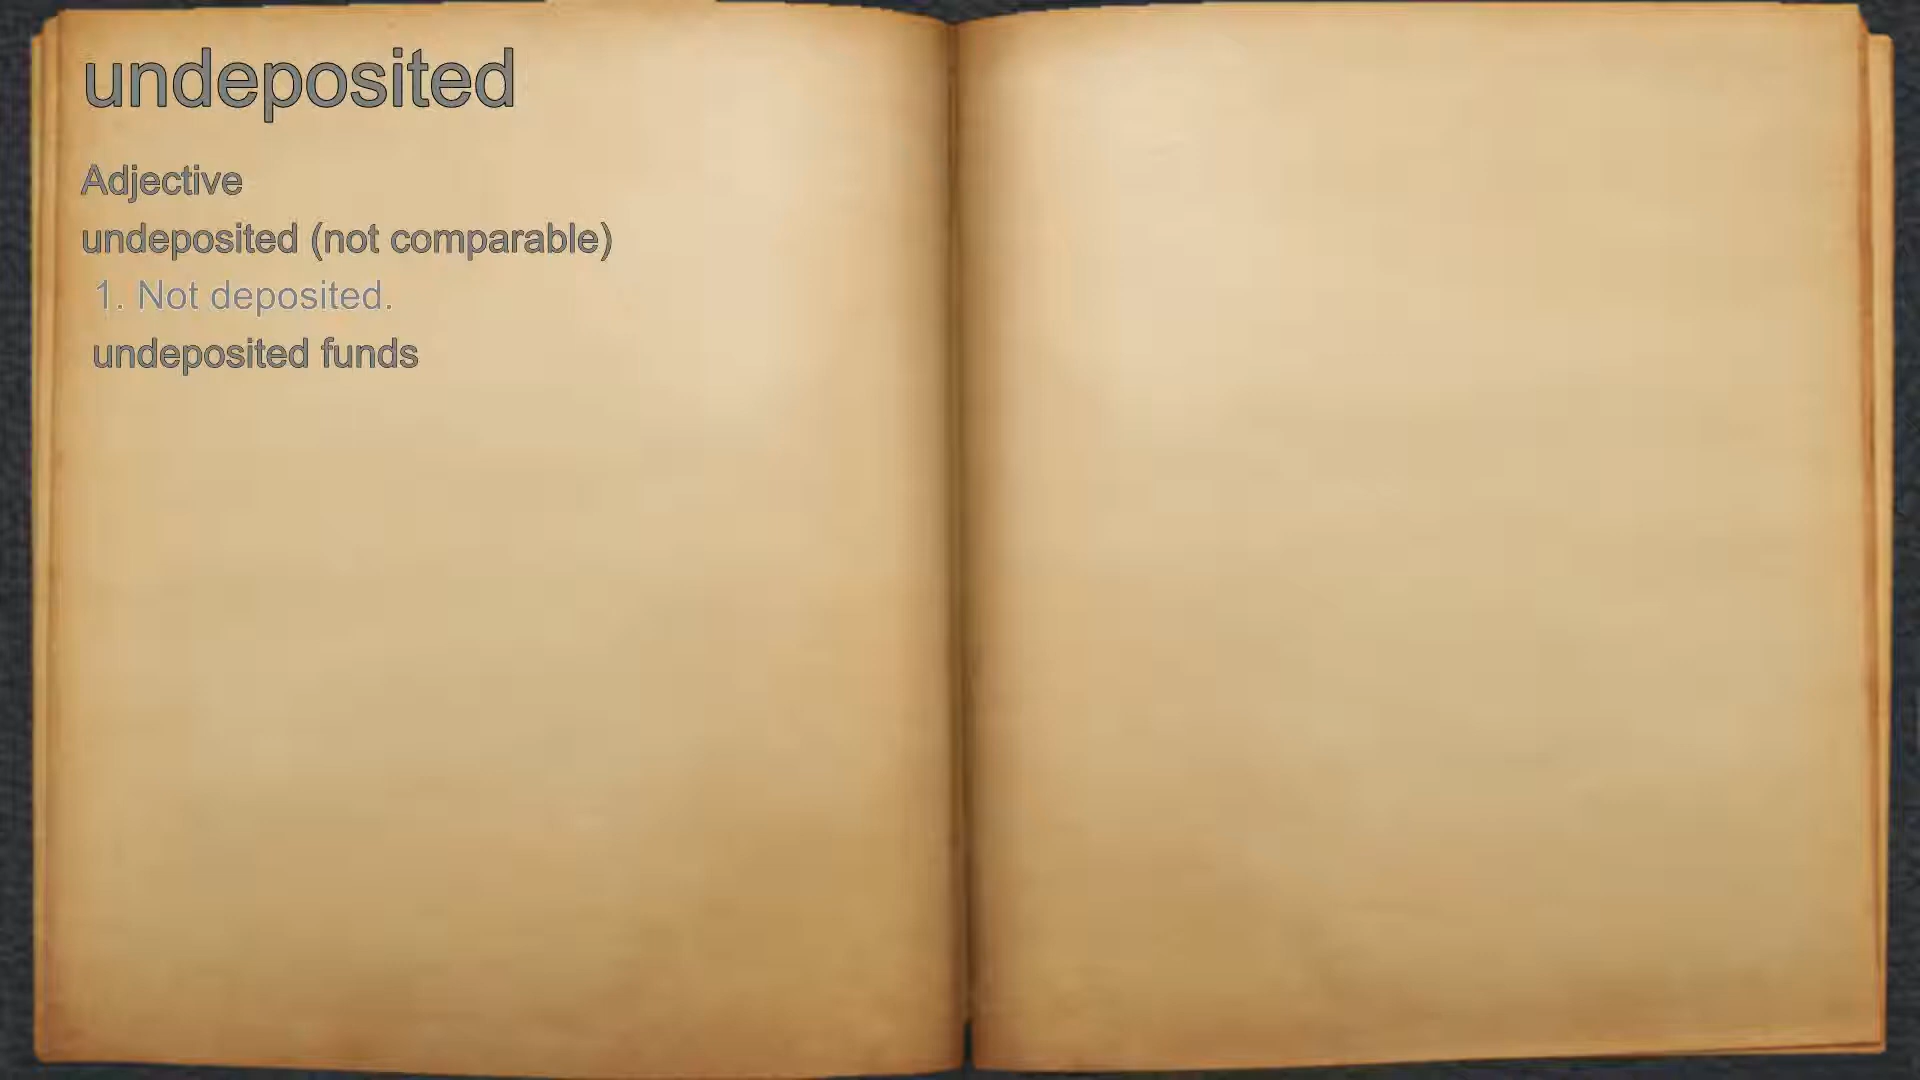 undeposited
Adjective
undeposited (not comparable)
1. Not deposited.
undeposited funds